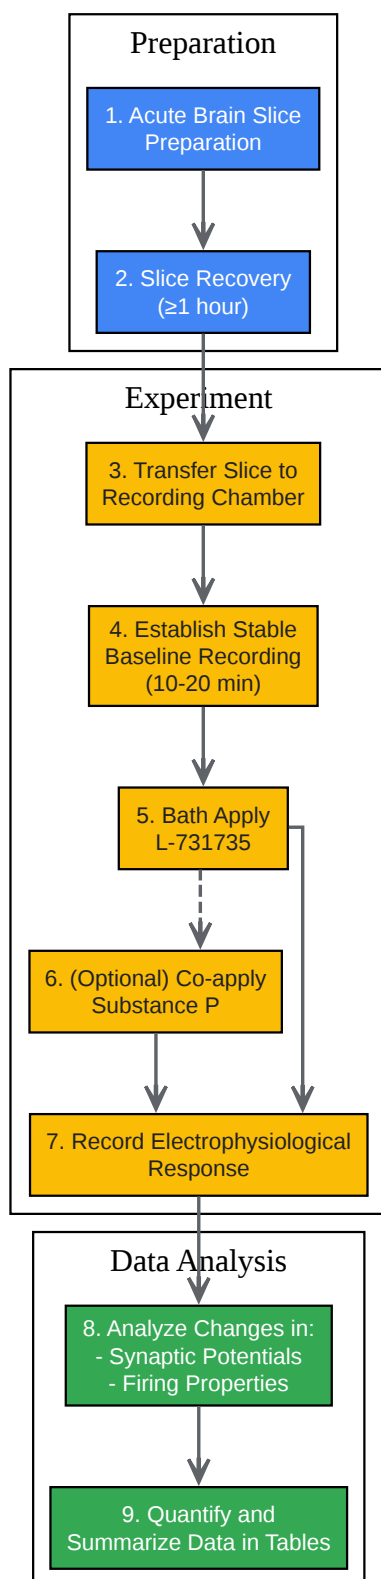 Preparation
1. Acute Brain Slice
Preparation
2. Slice Recovery
(≥1 hour)
Experiment
3. Transfer Slice to
Recording Chamber
4. Establish Stable
Baseline Recording
(10-20 min)
5. Bath Apply
L-731735
6. (Optional) Co-apply
Substance P
7. Record Electrophysiological
Response
Data Analysis
8. Analyze Changes in:
- Synaptic Potentials
- Firing Properties
9. Quantify and
Summarize Data in Tables